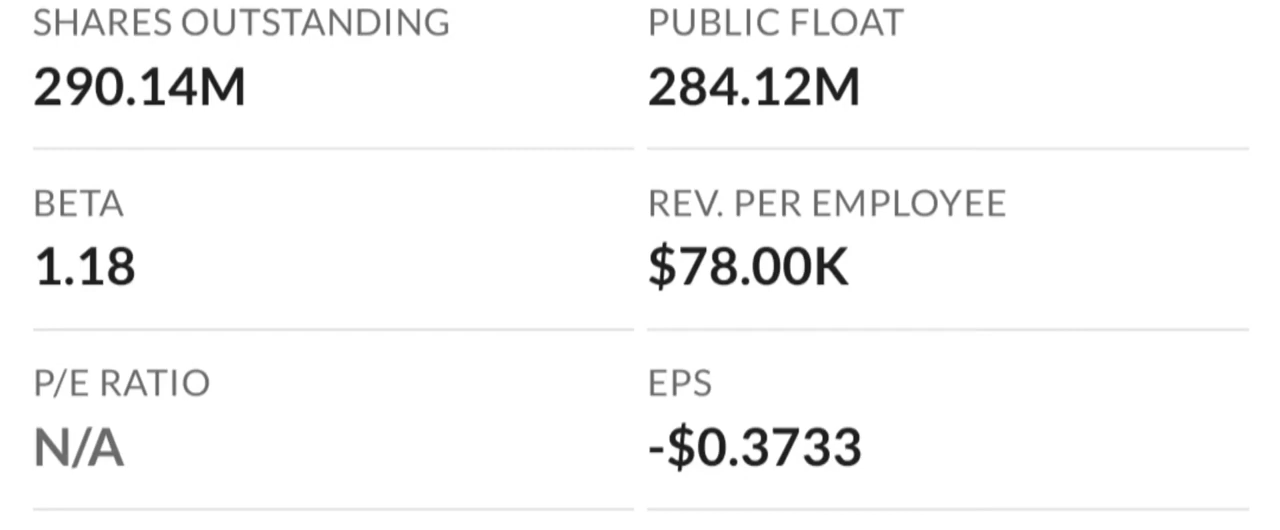 SHARES OUTSTANDING
290.14M
PUBLIC FLOAT
284.12M
BETA
1.18
REV. PER EMPLOYEE
$78.00K
P/E RATIO
N/A
EPS
-$0.3733